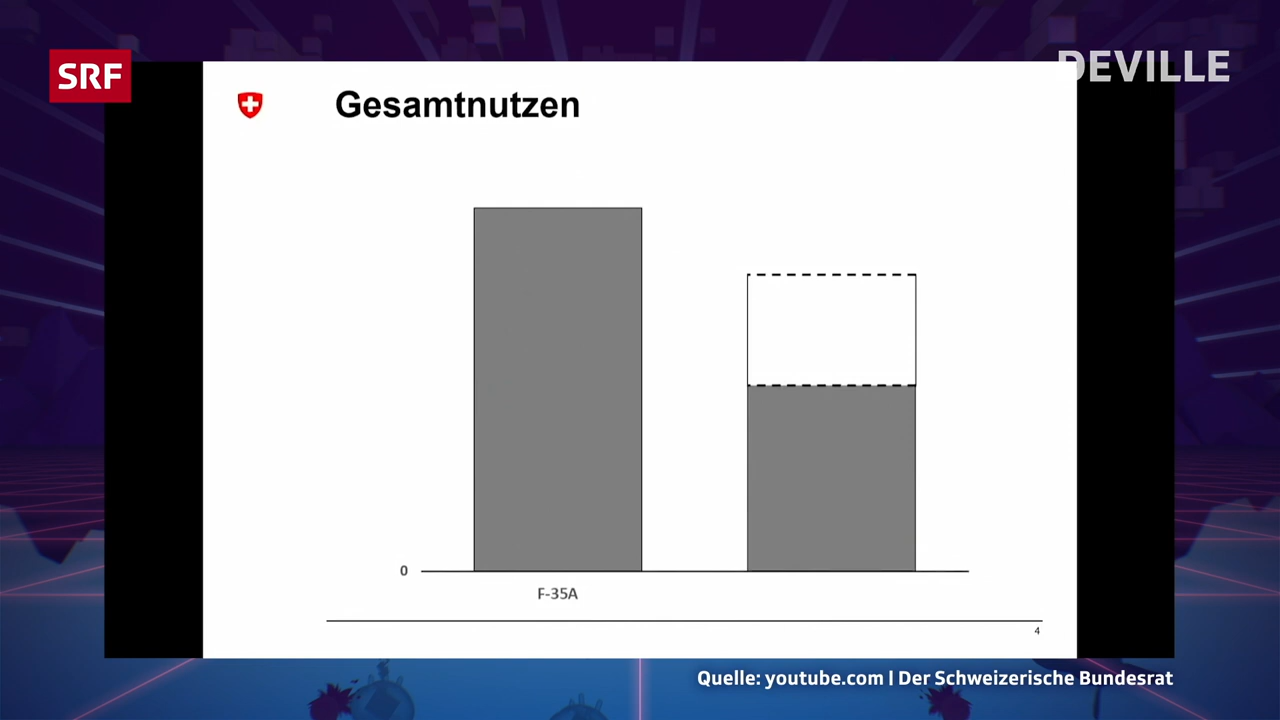 SRF
DEVILLE
Gesamtnutzen
0
F-35A
4
Quelle: youtube.com | Der Schweizerische Bundesrat